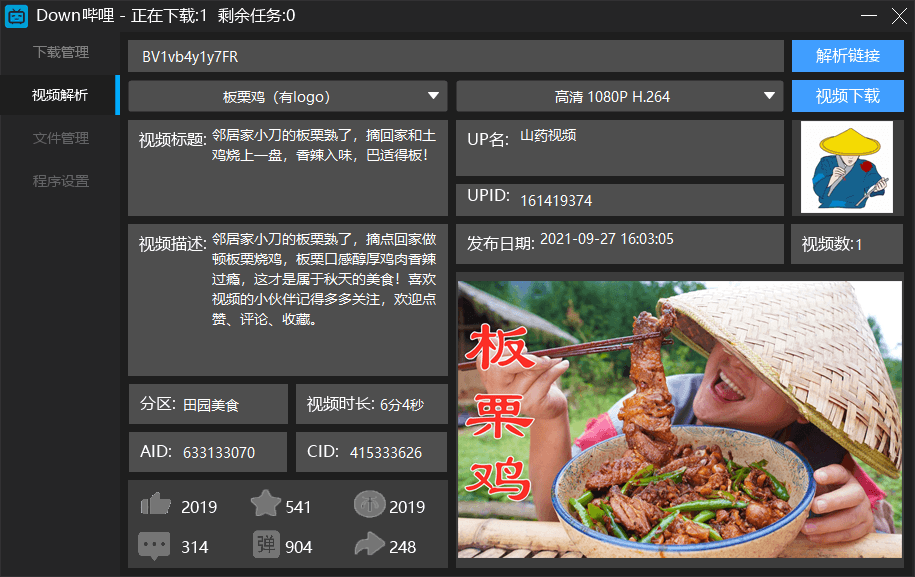 Down哔哩 - 正在下载:1 剩余任务:0
下载管理
视频解析
文件管理
程序设置
BV1vb4y1y7FR
解析链接
板栗鸡（有logo）
高清 1080P H.264
视频下载
视频标题:
邻居家小刀的板栗熟了，摘回家和土
鸡烧上一盘，香辣入味，巴适得板！
UP名: 山药视频
UPID: 161419374
视频描述:
邻居家小刀的板栗熟了，摘点回家做
顿板栗烧鸡，板栗口感醇厚鸡肉香辣
过瘾，这才是属于秋天的美食！喜欢
视频的小伙伴记得多多关注，欢迎点
赞、评论、收藏。
发布日期: 2021-09-27 16:03:05
视频数:1
分区: 田园美食
视频时长: 6分4秒
AID: 633133070
CID: 415333626
2019
541
2019
314
弹
904
248
板
栗
鸡